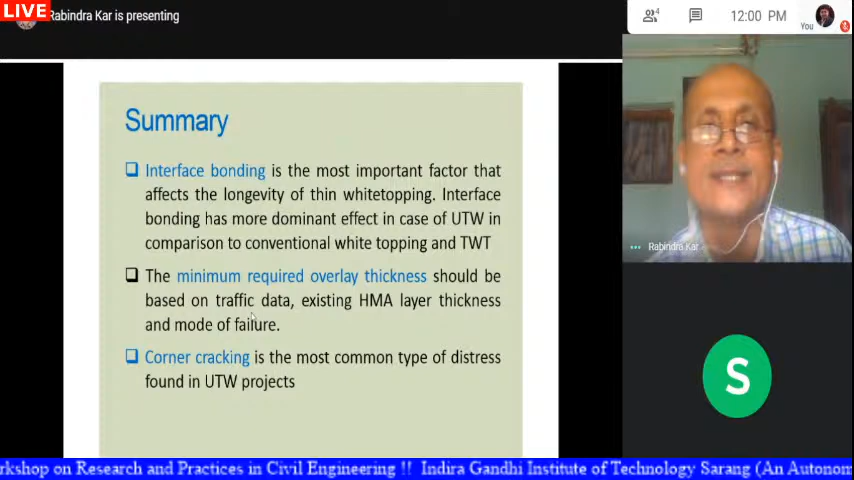 LIVE
Rabindra Kar is presenting
4
12:00 PM
You
Summary
Interface bonding is the most important factor that
affects the longevity of thin whitetopping. Interface
bonding has more dominant effect in case of UTW in
comparison to conventional white topping and TWT
The minimum required overlay thickness should be
based on traffic data, existing HMA layer thickness
and mode of failure.
Corner cracking is the most common type of distress
found in UTW projects
Rabindra Kar
S
rkshop on Research and Practices in Civil Engineering !! Indira Gandhi Institute of Technology Sarang (An Autonom